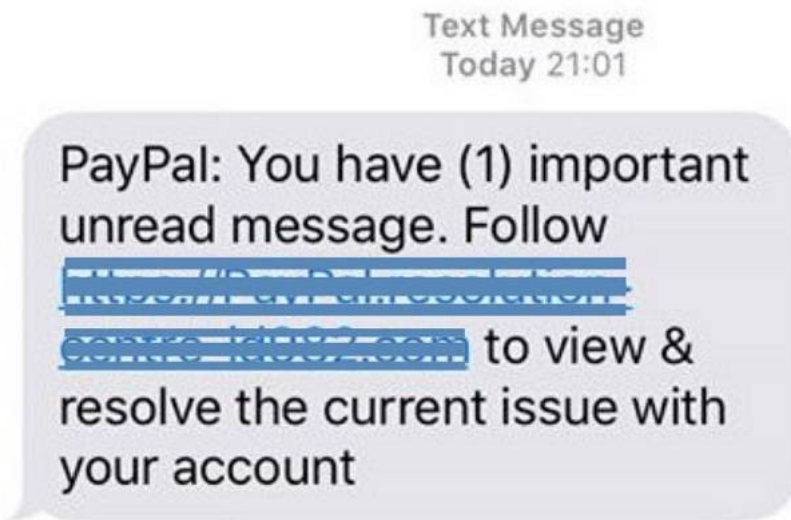 Text Message
Today 21:01
PayPal: You have (1) important
unread message. Follow
to view &
resolve the current issue with
your account